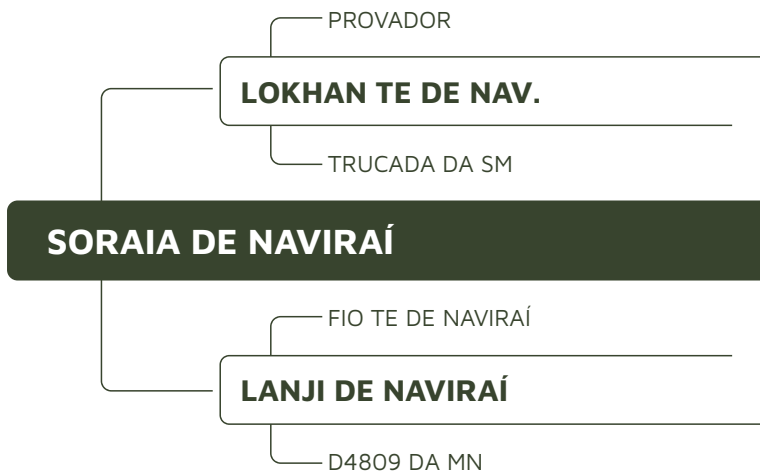 PROVADOR
LOKHAN TE DE NAV.
TRUCADA DA SM
SORAIA DE NAVIRAÍ
FIO TE DE NAVIRAÍ
LANJI DE NAVIRAÍ
D4809 DA MN